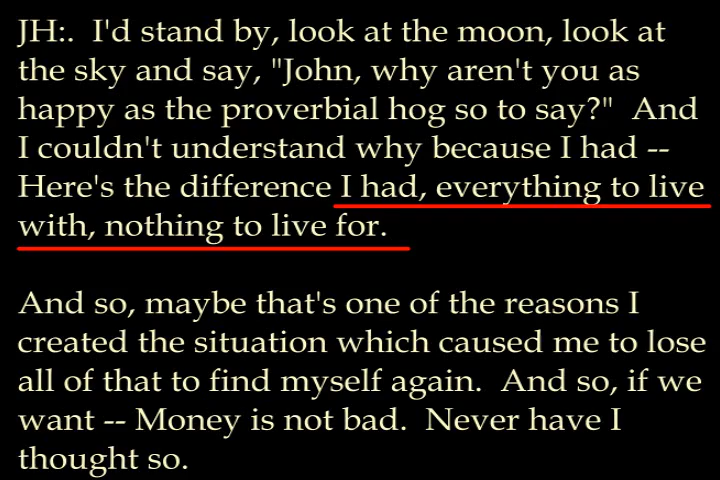 JH:.  I'd stand by, look at the moon, look at
the sky and say, "John, why aren't you as
happy as the proverbial hog so to say?"  And
I couldn't understand why because I had --
Here's the difference I had, everything to live
with, nothing to live for.
And so, maybe that's one of the reasons I
created the situation which caused me to lose
all of that to find myself again.  And so, if we
want -- Money is not bad.  Never have I
thought so.